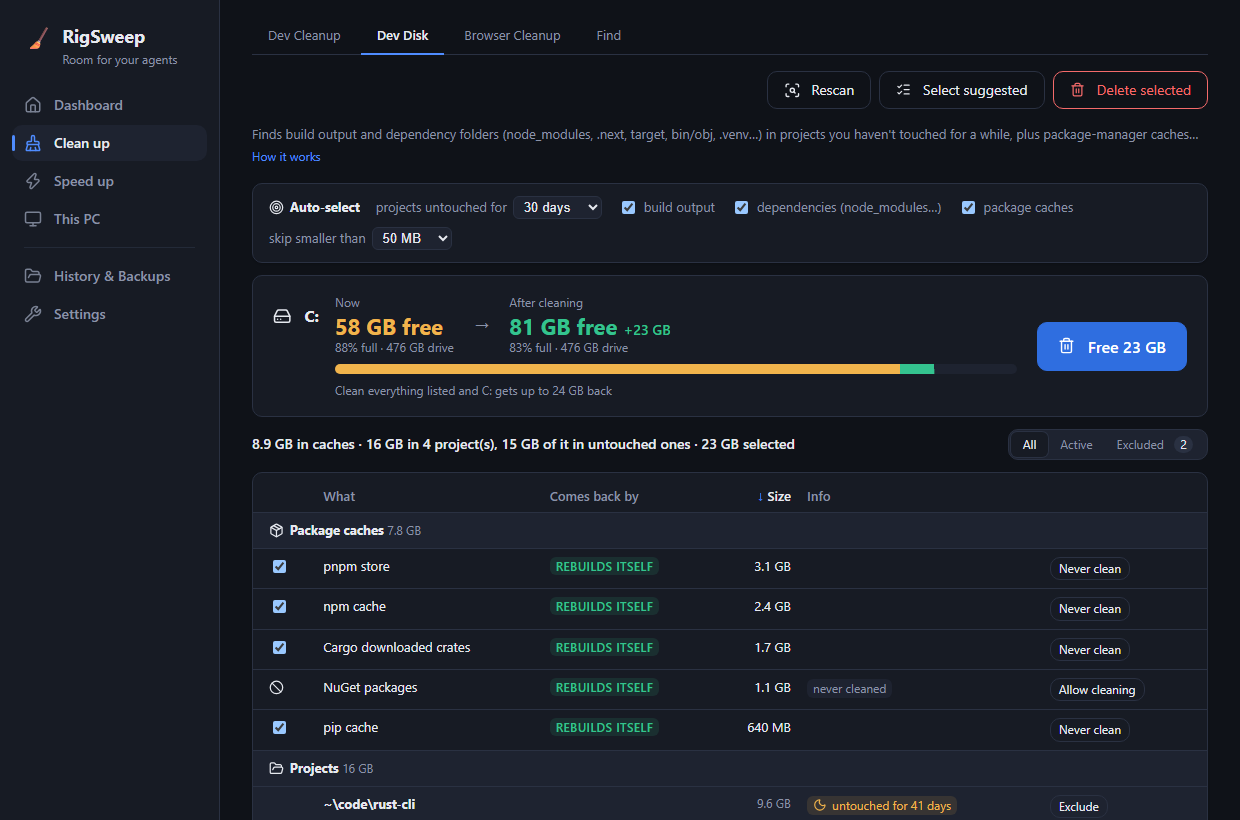 RigSweep
Room for your agents
Dashboard
Clean up
Speed up
This PC
History & Backups
Settings
Dev Cleanup Dev Disk Browser Cleanup Find
Rescan Select suggested Delete selected
Finds build output and dependency folders (node_modules, .next, target, bin/obj, .venv...) in projects you haven't touched for a while, plus package-manager caches...
How it works
Auto-select projects untouched for 30 days build output dependencies (node_modules...) package caches
skip smaller than 50 MB
C:
Now
58 GB free
88% full · 476 GB drive
→
After cleaning
81 GB free +23 GB
83% full · 476 GB drive
Clean everything listed and C: gets up to 24 GB back
Free 23 GB
8.9 GB in caches · 16 GB in 4 project(s), 15 GB of it in untouched ones · 23 GB selected
All Active Excluded 2
What Comes back by ↓ Size Info
Package caches 7.8 GB
pnpm store REBUILDS ITSELF 3.1 GB Never clean
npm cache REBUILDS ITSELF 2.4 GB Never clean
Cargo downloaded crates REBUILDS ITSELF 1.7 GB Never clean
NuGet packages REBUILDS ITSELF 1.1 GB never cleaned Allow cleaning
pip cache REBUILDS ITSELF 640 MB Never clean
Projects 16 GB
~\code\rust-cli 9.6 GB untouched for 41 days Exclude